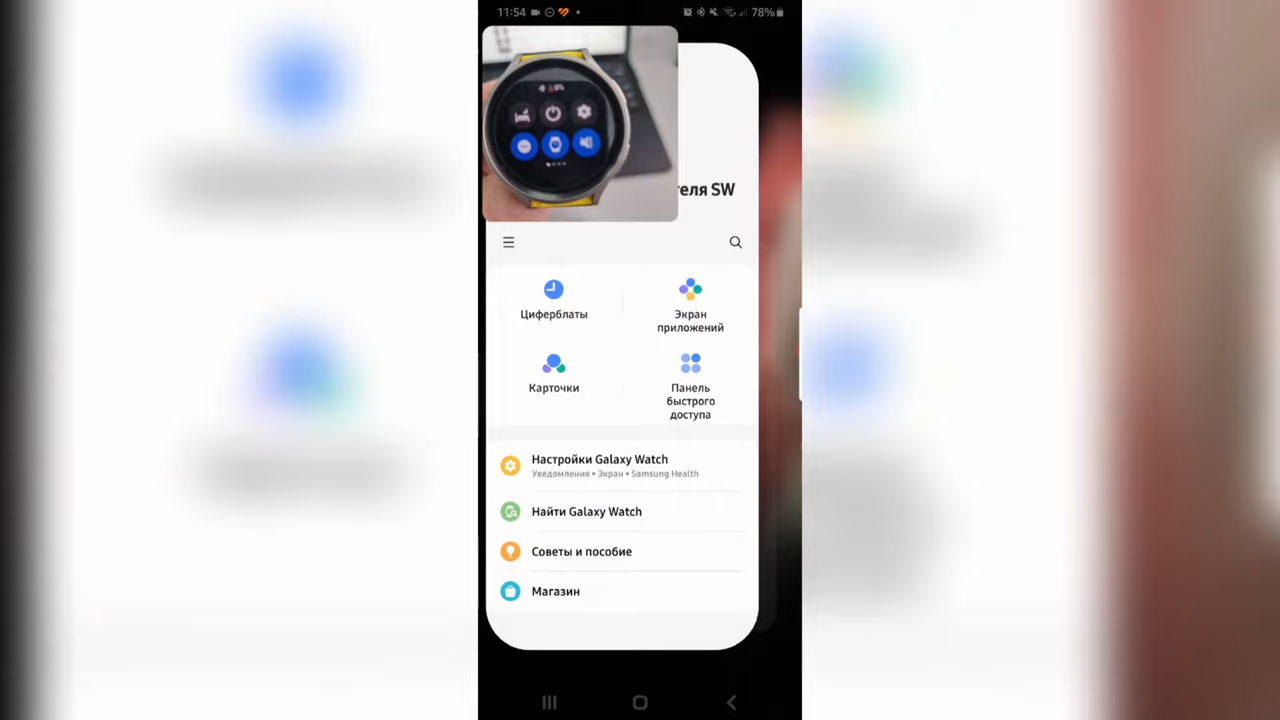 11:54
78%
теля SW
Циферблаты
Экран
приложений
Карточки
Панель
быстрого
доступа
Настройки Galaxy Watch
Уведомления • Экран • Samsung Health
Найти Galaxy Watch
Советы и пособие
Магазин